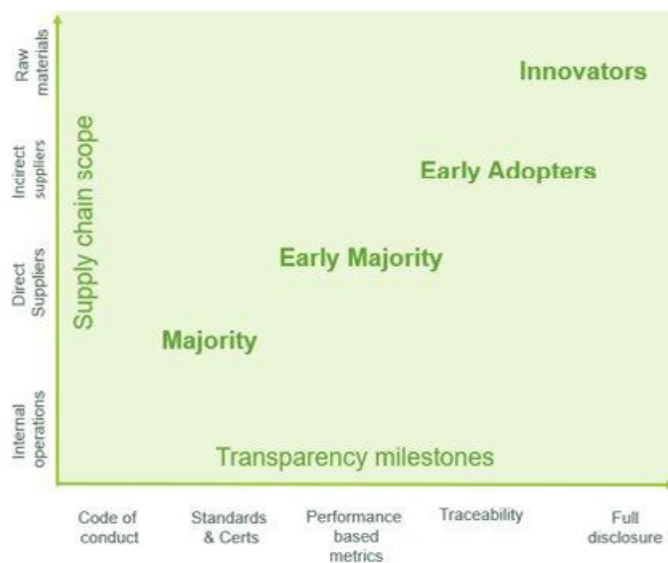 Raw
materials
Indirect
suppliers
Direct
Suppliers
Internal
operations
Supply chain scope
Innovators
Early Adopters
Early Majority
Majority
Transparency milestones
Code of
conduct
Standards
& Certs
Performance
based
metrics
Traceability
Full
disclosure